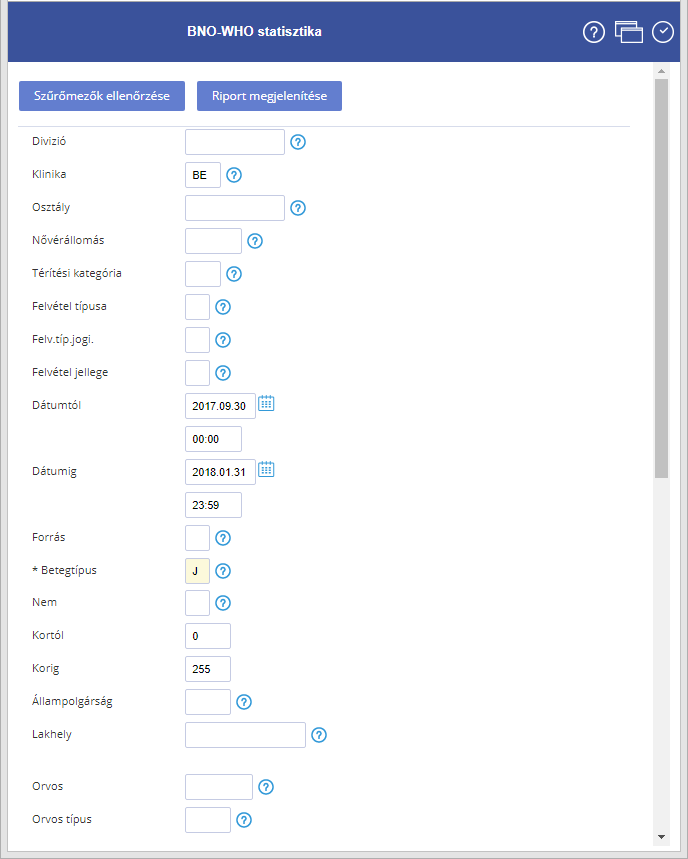 BNO-WHO statisztika
Szűrőmezők ellenőrzése Riport megjelenítése
Divizió
Klinika BE
Osztály
Nővérállomás
Térítési kategória
Felvétel típusa
Felv.típ.jogi.
Felvétel jellege
Dátumtól 2017.09.30
00:00
Dátumig 2018.01.31
23:59
Forrás
* Betegtípus J
Nem
Kortól 0
Korig 255
Állampolgárság
Lakhely
Orvos
Orvos típus